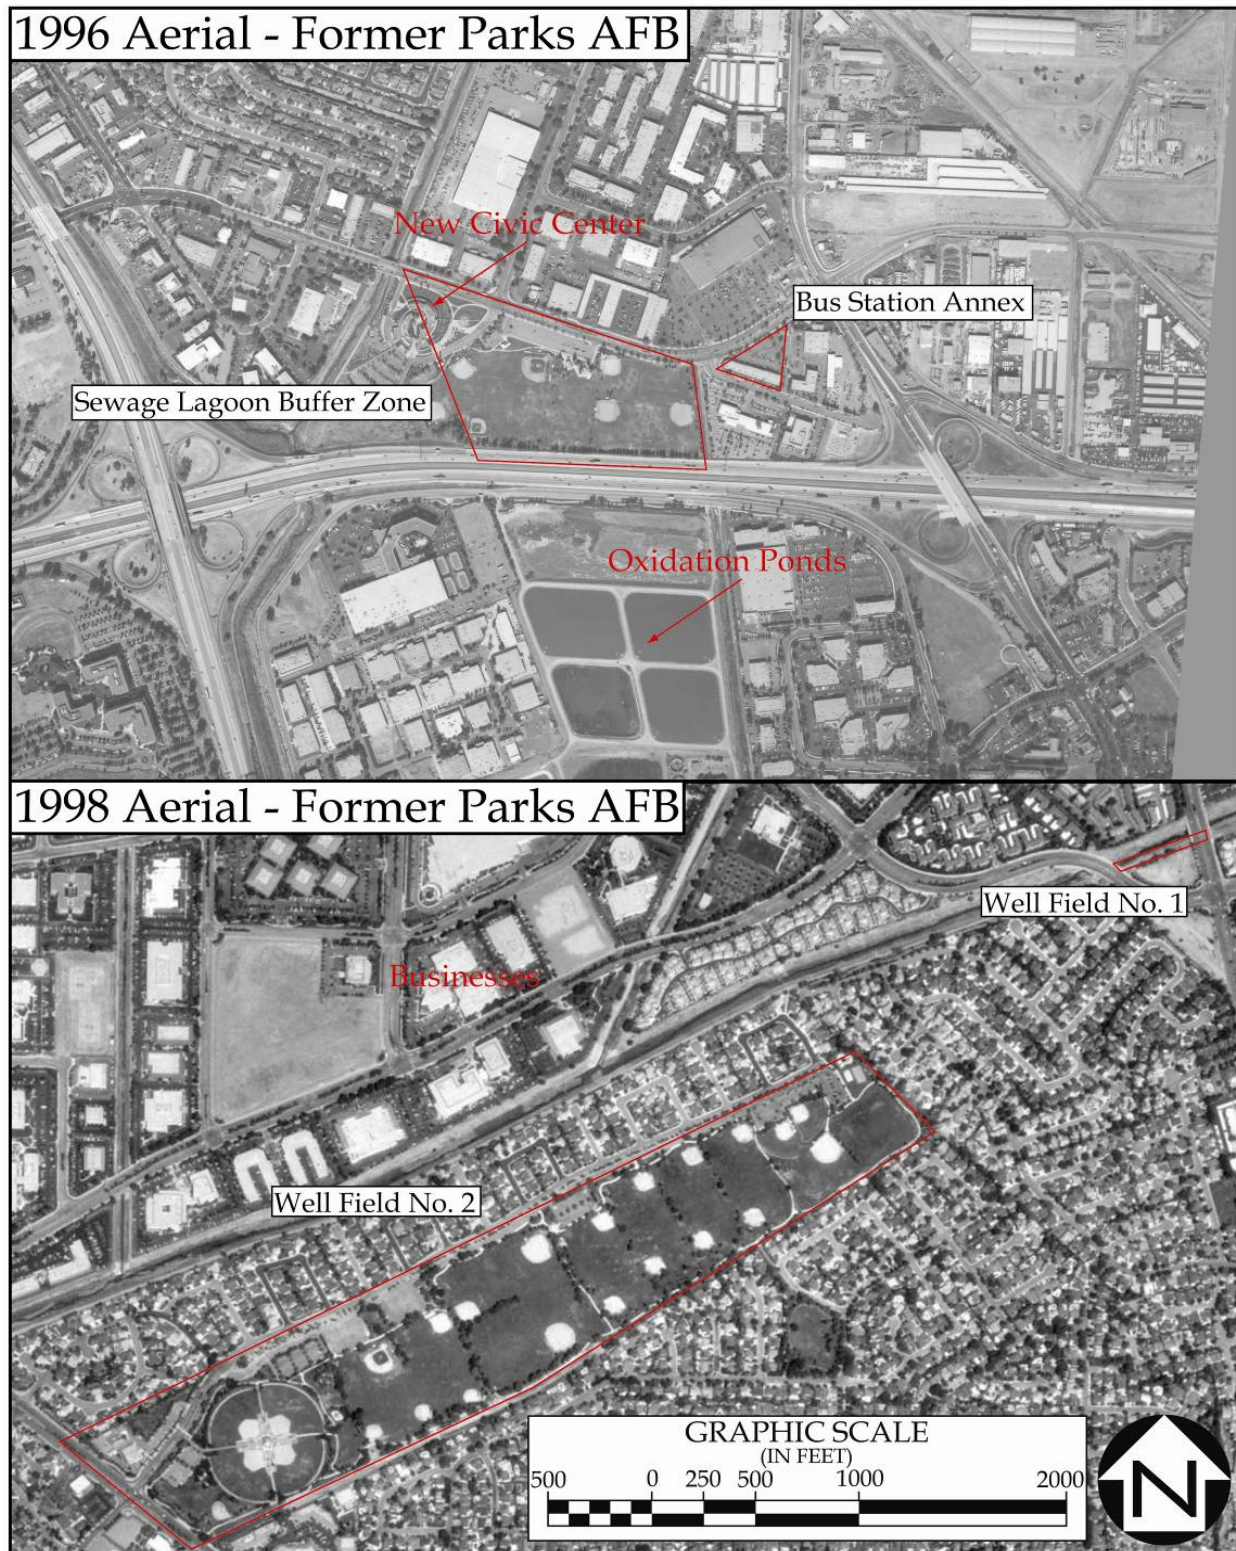 1996 Aerial - Former Parks AFB
New Civic Center
Bus Station Annex
Sewage Lagoon Buffer Zone
Oxidation Ponds
1998 Aerial - Former Parks AFB
Well Field No. 1
Businesses
Well Field No. 2
GRAPHIC SCALE
(IN FEET)
500 0 250 500 1000 2000
N